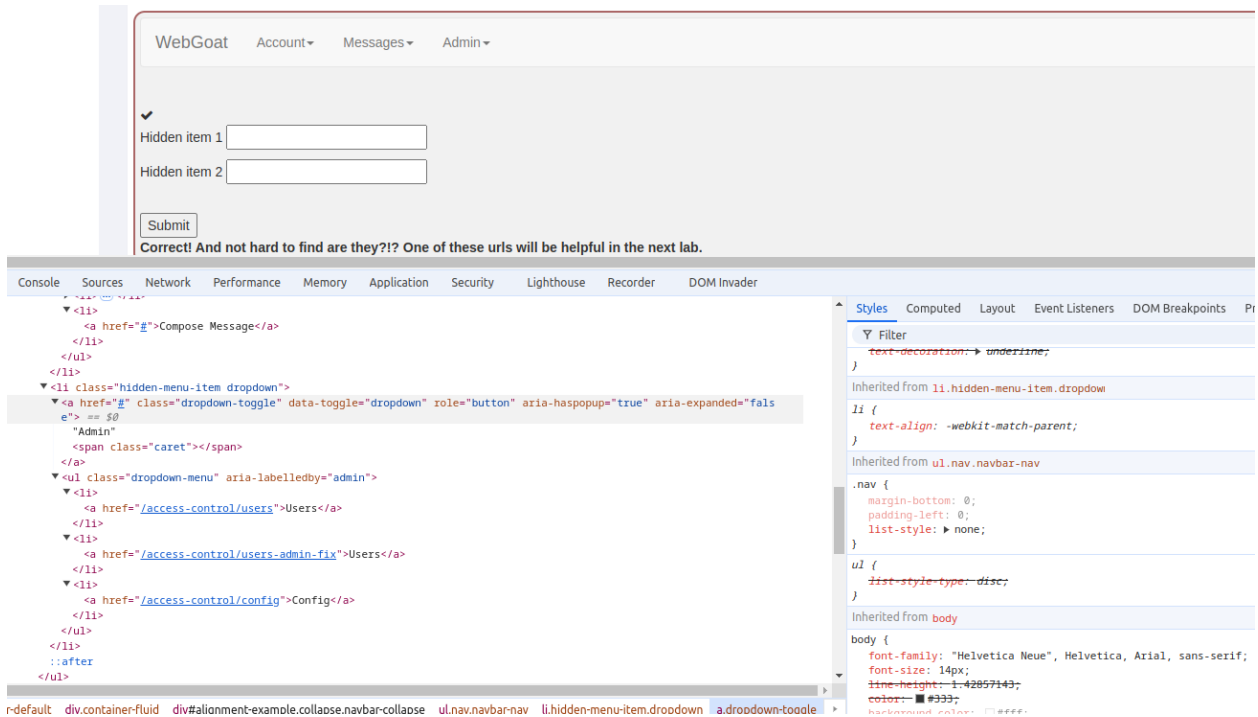 WebGoat Account Messages Admin
Hidden item 1
Hidden item 2
Submit
Correct! And not hard to find are they?!? One of these urls will be helpful in the next lab.
Console Sources Network Performance Memory Application Security Lighthouse Recorder DOM Invader
<li>
<a href="#">Compose Message</a>
</li>
</ul>
</li>
<li class="hidden-menu-item dropdown">
<a href="#" class="dropdown-toggle" data-toggle="dropdown" role="button" aria-haspopup="true" aria-expanded="fals
e"> == $0
"Admin"
<span class="caret"></span>
</a>
<ul class="dropdown-menu" aria-labelledby="admin">
<li>
<a href="/access-control/users">Users</a>
</li>
<li>
<a href="/access-control/users-admin-fix">Users</a>
</li>
<li>
<a href="/access-control/config">Config</a>
</li>
</ul>
</li>
::after
</ul>
r-default div.container-fluid div#alignment-example.collapse.navbar-collapse ul.nav.navbar-nav li.hidden-menu-item.dropdown a.dropdown-toggle
Styles Computed Layout Event Listeners DOM Breakpoints
Filter
text-decoration: underline;
}
Inherited from li.hidden-menu-item.dropdown
li {
text-align: -webkit-match-parent;
}
Inherited from ul.nav.navbar-nav
.nav {
margin-bottom: 0;
padding-left: 0;
list-style: none;
}
ul {
list-style-type: disc;
}
Inherited from body
body {
font-family: "Helvetica Neue", Helvetica, Arial, sans-serif;
font-size: 14px;
line-height: 1.42857143;
color: #333;
background-color: #fff;